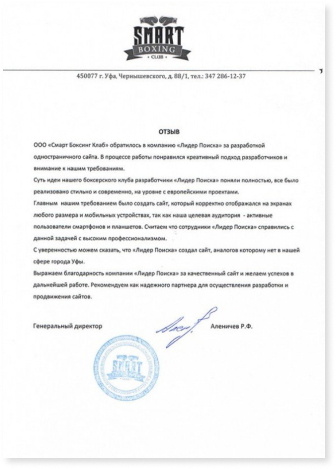 SMART
BOXING
CLUB
450077 г. Уфа, Чернышевского, д. 88/1, тел.: 347 286-12-37
ОТЗЫВ
ООО «Смарт Боксинг Клаб» обратилось в компанию «Лидер Поиска» за разработкой
одностраничного сайта. В процессе работы понравился креативный подход разработчиков и
внимание к нашим требованиям.
Суть идеи нашего боксерского клуба разработчики «Лидер Поиска» поняли полностью, все было
реализовано стильно и современно, на уровне с европейскими проектами.
Главным нашим требованием было создать сайт, который корректно отображался на экранах
любого размера и мобильных устройствах, так как наша целевая аудитория - активные
пользователи смартфонов и планшетов. Считаем что сотрудники «Лидер Поиска» справились с
данной задачей с высоким профессионализмом.
С уверенностью можем сказать, что «Лидер Поиска» создал сайт, аналогов которому нет в нашей
сфере города Уфы.
Выражаем благодарность компании «Лидер Поиска» за качественный сайт и желаем успехов в
дальнейшей работе. Рекомендуем как надежного партнера для осуществления разработки и
продвижения сайтов.
Генеральный директор Аленичев Р.Ф.